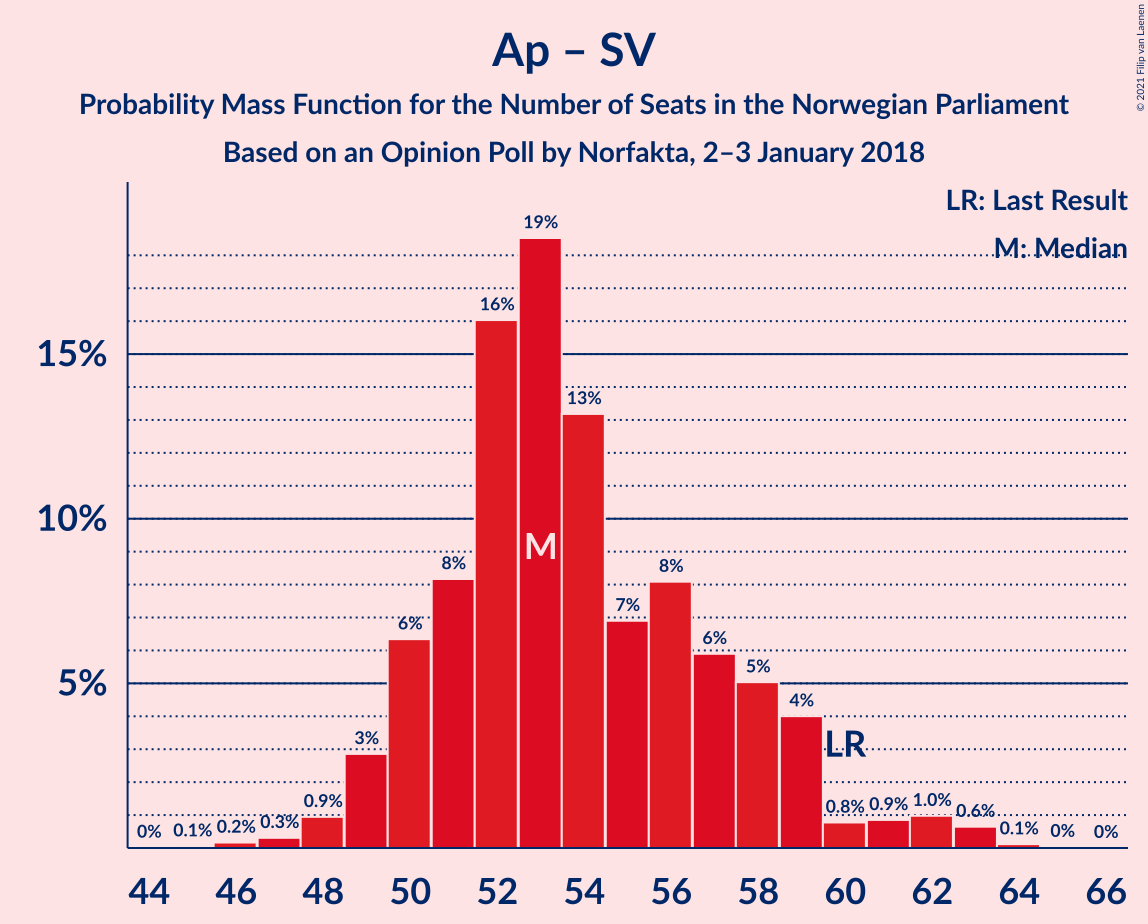 Ap – SV
Probability Mass Function for the Number of Seats in the Norwegian Parliament
Based on an Opinion Poll by Norfakta, 2–3 January 2018
© 2021 Filip van Laenen
LR: Last Result
M: Median
15%
10%
5%
0%
0.1%
0.2%
0.3%
0.9%
3%
6%
8%
16%
19%
13%
7%
8%
6%
5%
4%
0.8%
0.9%
1.0%
0.6%
0.1%
0%
0%
M
LR
44 46 48 50 52 54 56 58 60 62 64 66